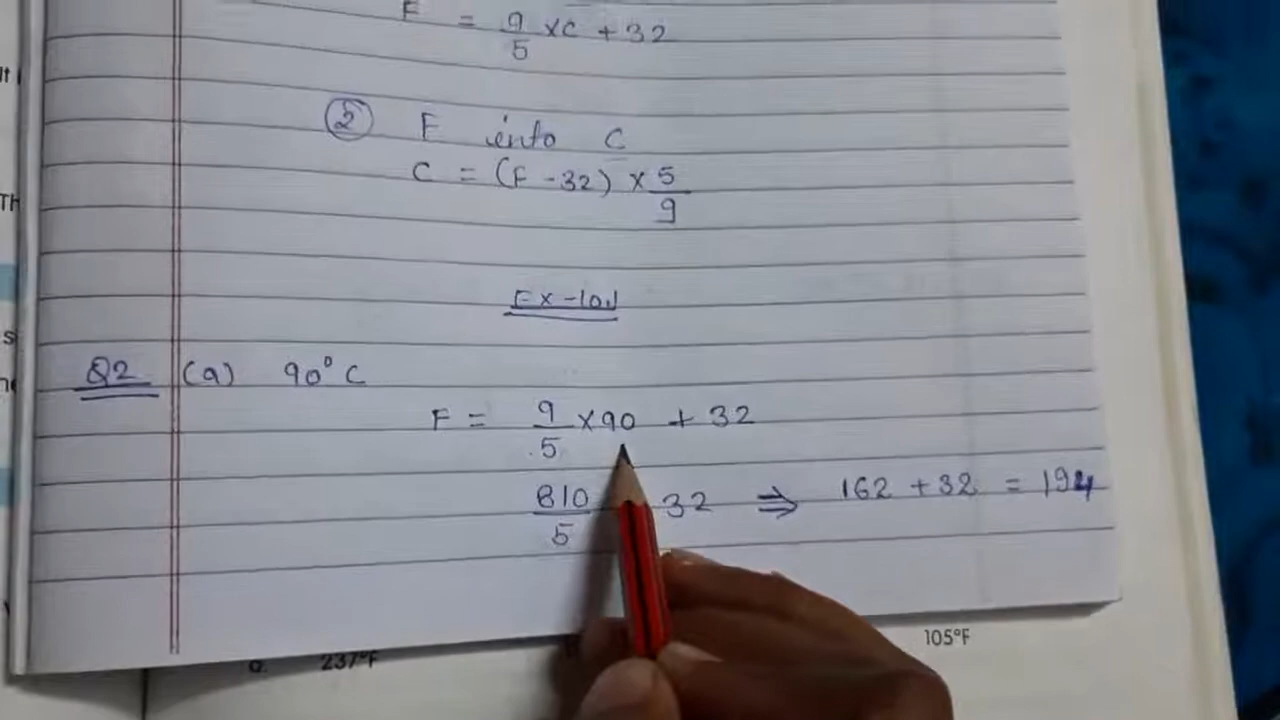 F = 9/5 × C + 32
② F into C
C = (F - 32) × 5/9
Ex - 10.1
Q2 (a) 90° C
F = 9/5 × 90 + 32
810/5 32 ⇒ 162 + 32 = 194
237°F 105°F